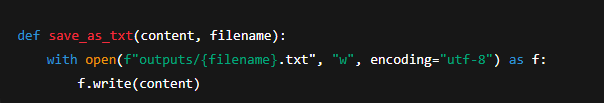 def save_as_txt(content, filename):
    with open(f"outputs/{filename}.txt", "w", encoding="utf-8") as f:
        f.write(content)